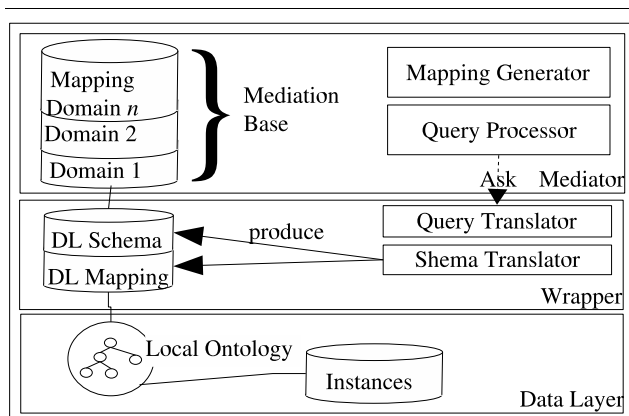 Mapping
Domain n
Domain 2
Domain 1
Mediation
Base
Mapping Generator
Query Processor
Ask
Mediator
DL Schema
DL Mapping
produce
Query Translator
Shema Translator
Wrapper
Local Ontology
Instances
Data Layer